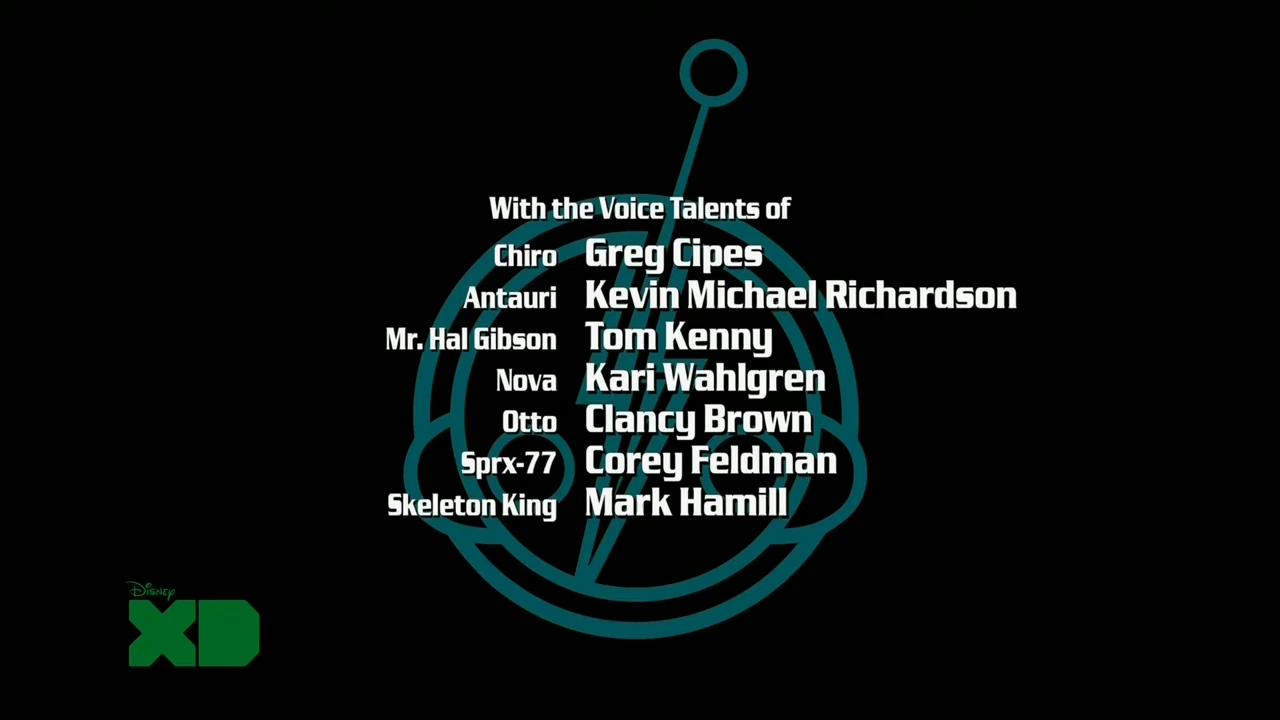 With the Voice Talents of
Chiro Greg Cipes
Antauri Kevin Michael Richardson
Mr. Hal Gibson Tom Kenny
Nova Kari Wahlgren
Otto Clancy Brown
Sprx-77 Corey Feldman
Skeleton King Mark Hamill
Disney
XD